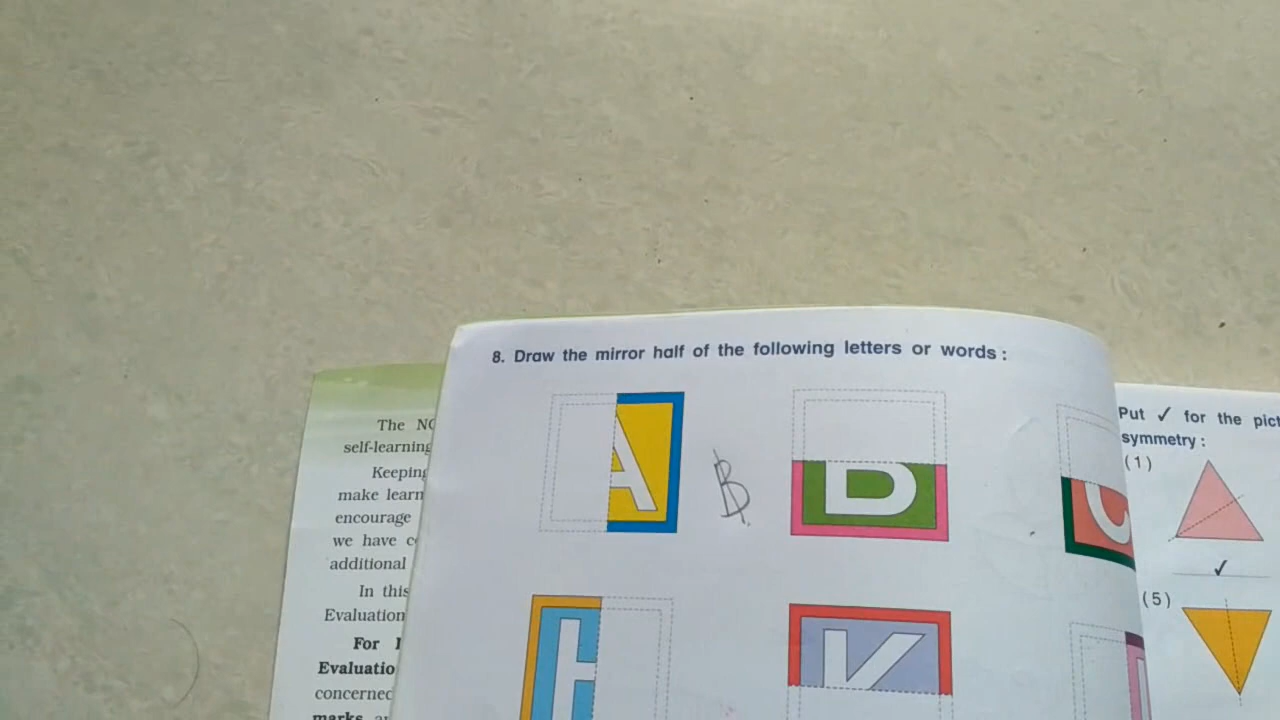 8. Draw the mirror half of the following letters or words :
A
B
B
C
H
K
The NC
self-learning
Keeping
make learn
encourage
we have c
additional
In this
Evaluation
For
Evaluatio
concerned
marks
Put ✓ for the pict
symmetry :
(1)
✓
(5)